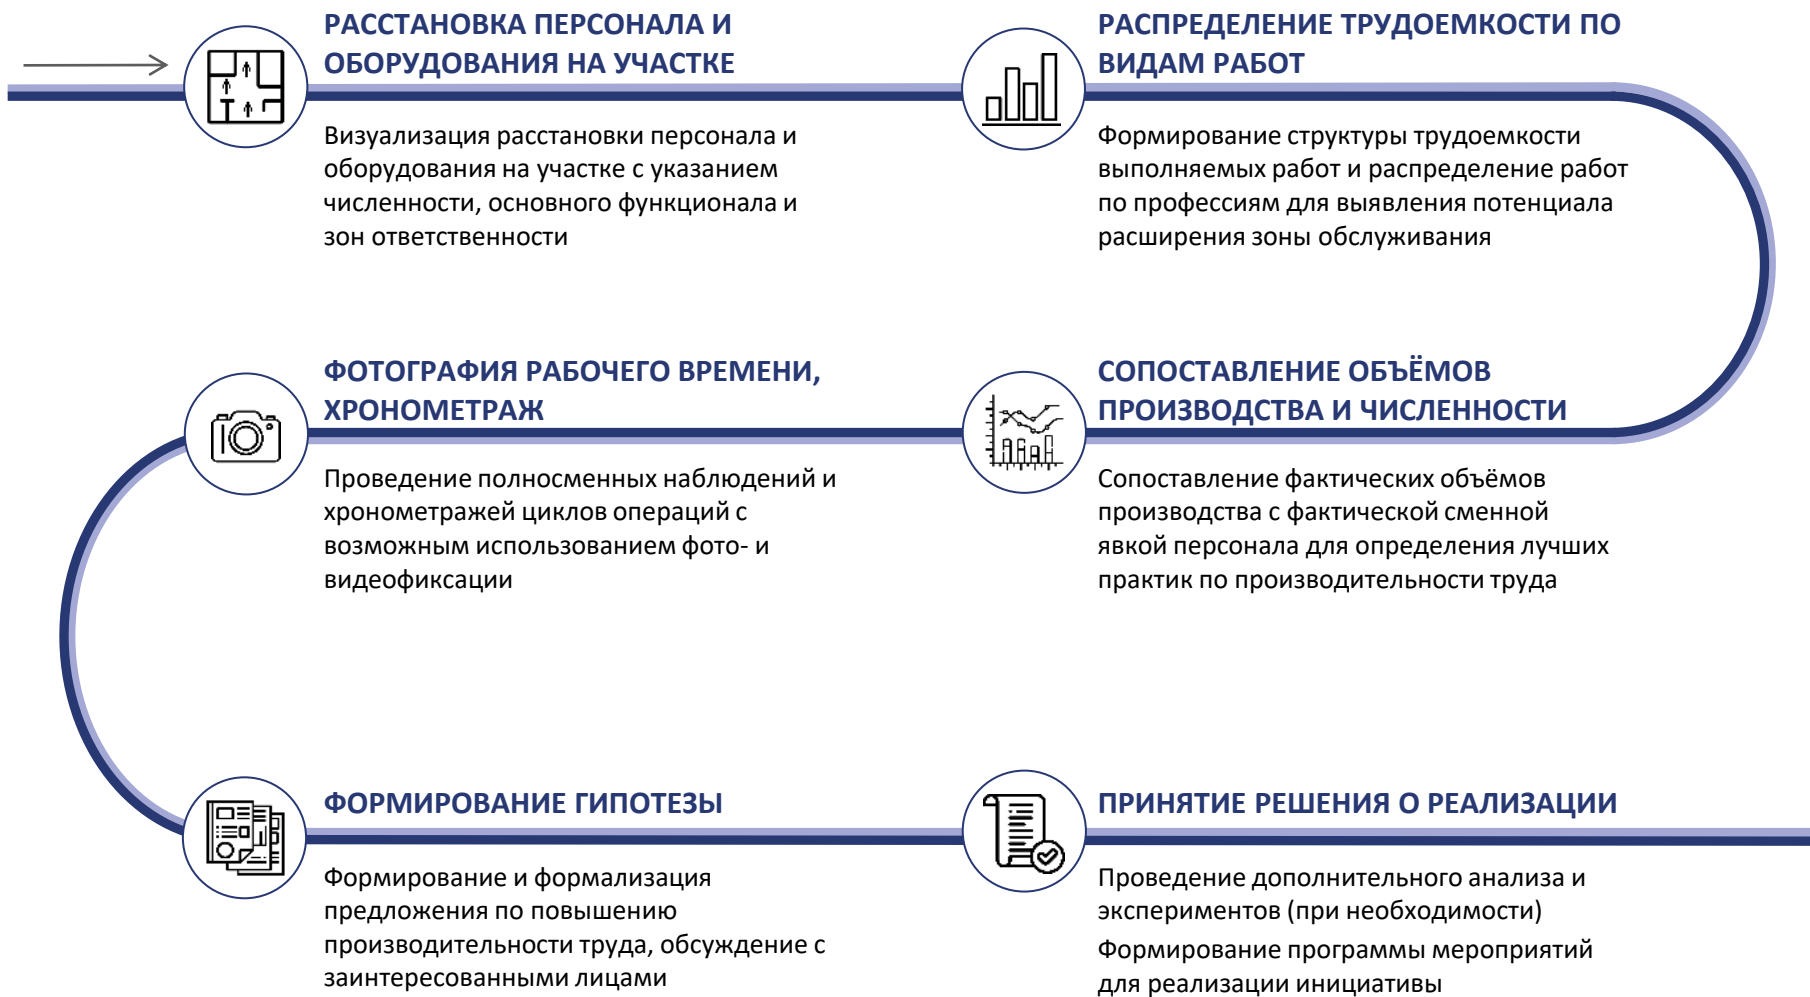 РАССТАНОВКА ПЕРСОНАЛА И
ОБОРУДОВАНИЯ НА УЧАСТКЕ
Визуализация расстановки персонала и
оборудования на участке с указанием
численности, основного функционала и
зон ответственности
РАСПРЕДЕЛЕНИЕ ТРУДОЕМКОСТИ ПО
ВИДАМ РАБОТ
Формирование структуры трудоемкости
выполняемых работ и распределение работ
по профессиям для выявления потенциала
расширения зоны обслуживания
СОПОСТАВЛЕНИЕ ОБЪЁМОВ
ПРОИЗВОДСТВА И ЧИСЛЕННОСТИ
Сопоставление фактических объёмов
производства с фактической сменной
явкой персонала для определения лучших
практик по производительности труда
ФОТОГРАФИЯ РАБОЧЕГО ВРЕМЕНИ,
ХРОНОМЕТРАЖ
Проведение полносменных наблюдений и
хронометражей циклов операций с
возможным использованием фото- и
видеофиксации
ФОРМИРОВАНИЕ ГИПОТЕЗЫ
Формирование и формализация
предложения по повышению
производительности труда, обсуждение с
заинтересованными лицами
ПРИНЯТИЕ РЕШЕНИЯ О РЕАЛИЗАЦИИ
Проведение дополнительного анализа и
экспериментов (при необходимости)
Формирование программы мероприятий
для реализации инициативы